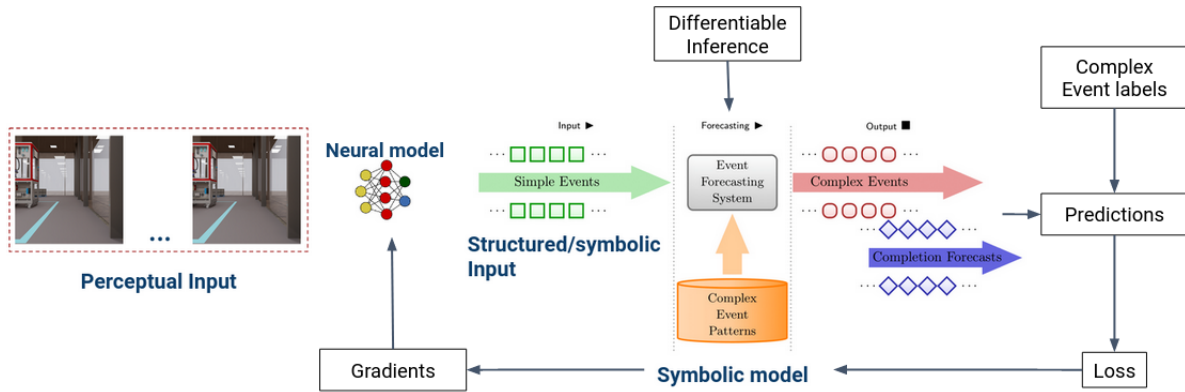 Differentiable
Inference
Complex
Event labels
Input ▶
Forecasting ▶
Output ■
Neural model
... ...
Simple Events
... ...
Event
Forecasting
System
... ...
Complex Events
... ...
Predictions
...
Structured/symbolic
Input
... ...
Completion Forecasts
... ...
Perceptual Input
Complex
Event
Patterns
Gradients
Symbolic model
Loss